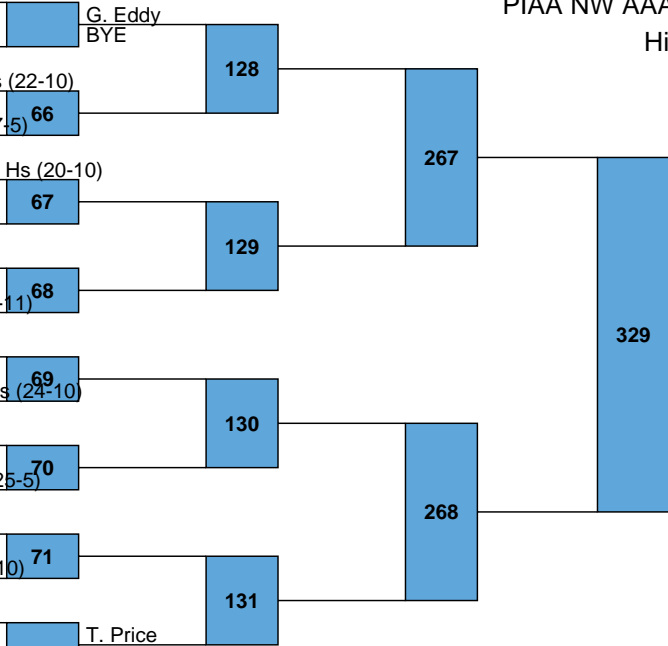 PIAA NW AAA
Hi
G. Eddy
BYE
128
s (22-10)
66
7-5)
267
Hs (20-10)
67
129
68
-11)
329
69
s (24-10)
130
70
25-5)
268
71
10)
131
T. Price